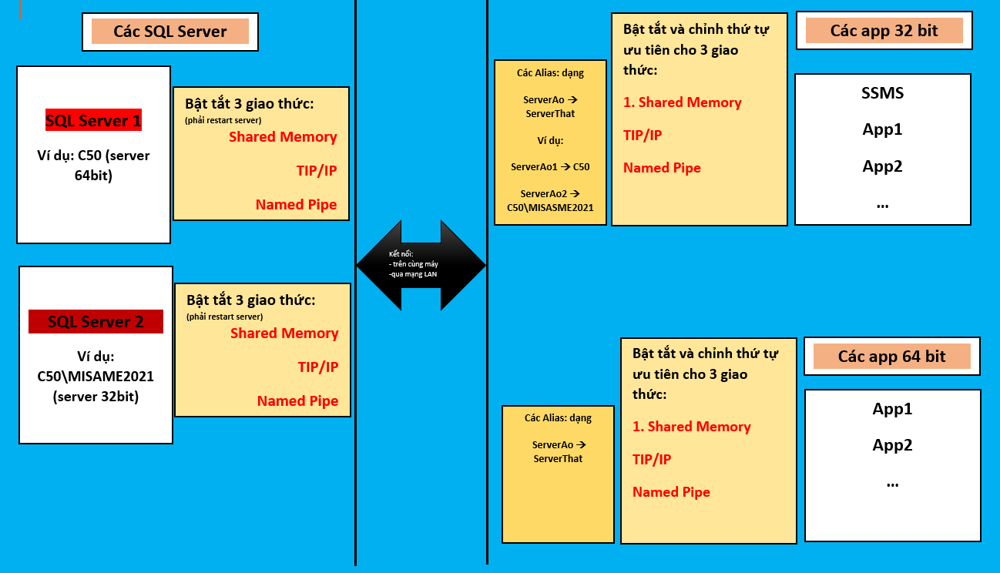 Các SQL Server
SQL Server 1
Ví dụ: C50 (server
64bit)
Bật tắt 3 giao thức:
(phải restart server)
Shared Memory
TIP/IP
Named Pipe
SQL Server 2
Ví dụ:
C50\MISAME2021
(server 32bit)
Bật tắt 3 giao thức:
(phải restart server)
Shared Memory
TIP/IP
Named Pipe
Kết nối:
- trên cùng máy
-qua mạng LAN
Các Alias: dạng
ServerAo →
ServerThat
Ví dụ:
ServerAo1 → C50
ServerAo2 →
C50\MISASME2021
Bật tắt và chỉnh thứ tự
ưu tiên cho 3 giao
thức:
1. Shared Memory
TIP/IP
Named Pipe
Các app 32 bit
SSMS
App1
App2
...
Các Alias: dạng
ServerAo →
ServerThat
Bật tắt và chỉnh thứ tự
ưu tiên cho 3 giao
thức:
1. Shared Memory
TIP/IP
Named Pipe
Các app 64 bit
App1
App2
...